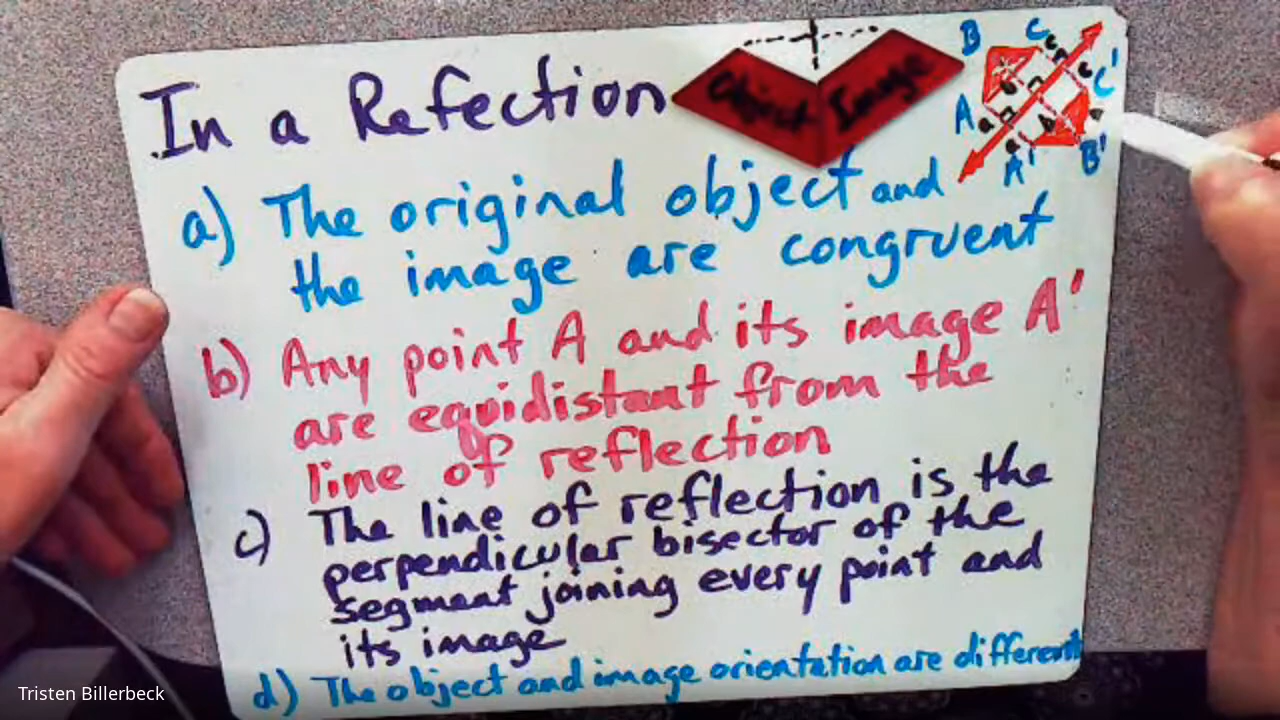 In a Refection
Object Image
B C
C'
A
A' B'
a) The original object and
the image are congruent
b) Any point A and its image A'
are equidistant from the
line of reflection
c) The line of reflection is the
perpendicular bisector of the
segment joining every point and
its image
d) The object and image orientation are different
Tristen Billerbeck